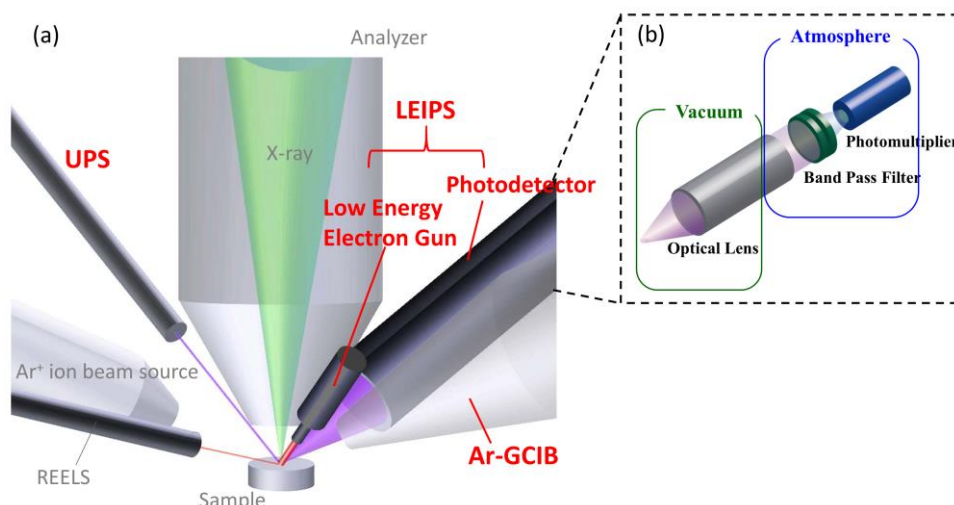 (a)
Analyzer
LEIPS
UPS
X-ray
Photodetector
Low Energy
Electron Gun
Ar⁺ ion beam source
REELS
Ar-GCIB
Sample
(b)
Atmosphere
Vacuum
Photomultiplier
Band Pass Filter
Optical Lens